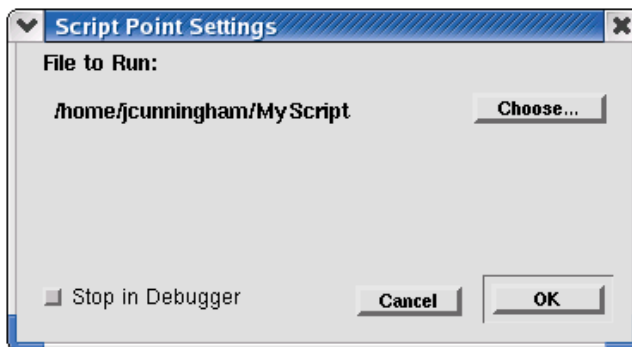 Script Point Settings
File to Run:
/home/jcunningham/MyScript
Choose...
Stop in Debugger
Cancel
OK